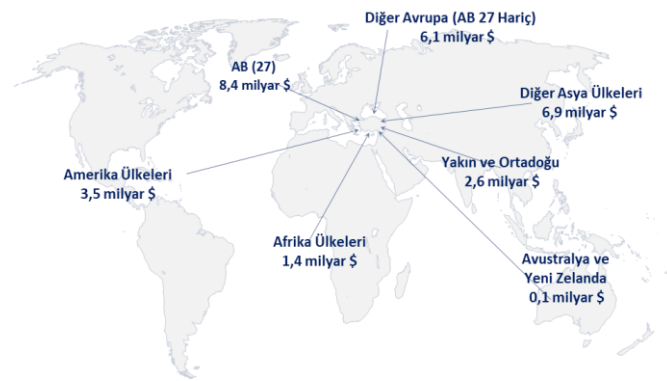 Diğer Avrupa (AB 27 Hariç)
6,1 milyar $
AB (27)
8,4 milyar $
Diğer Asya Ülkeleri
6,9 milyar $
Yakın ve Ortadoğu
2,6 milyar $
Amerika Ülkeleri
3,5 milyar $
Afrika Ülkeleri
1,4 milyar $
Avustralya ve
Yeni Zelanda
0,1 milyar $